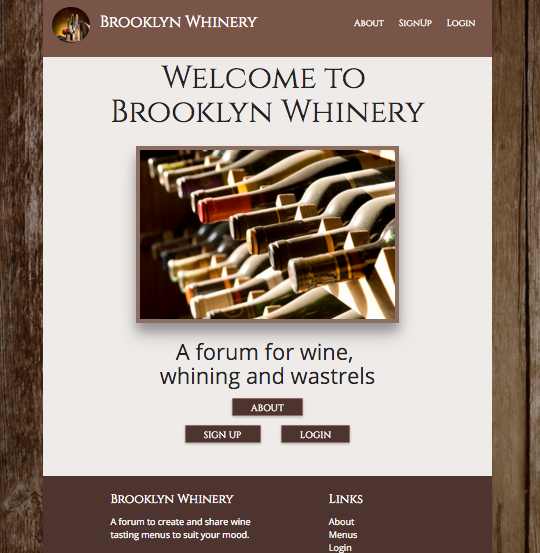 Brooklyn Whinery
About SignUp Login
Welcome to
Brooklyn Whinery
A forum for wine,
whining and wastrels
ABOUT
SIGN UP LOGIN
Brooklyn Whinery
A forum to create and share wine
tasting menus to suit your mood.
Links
About
Menus
Login